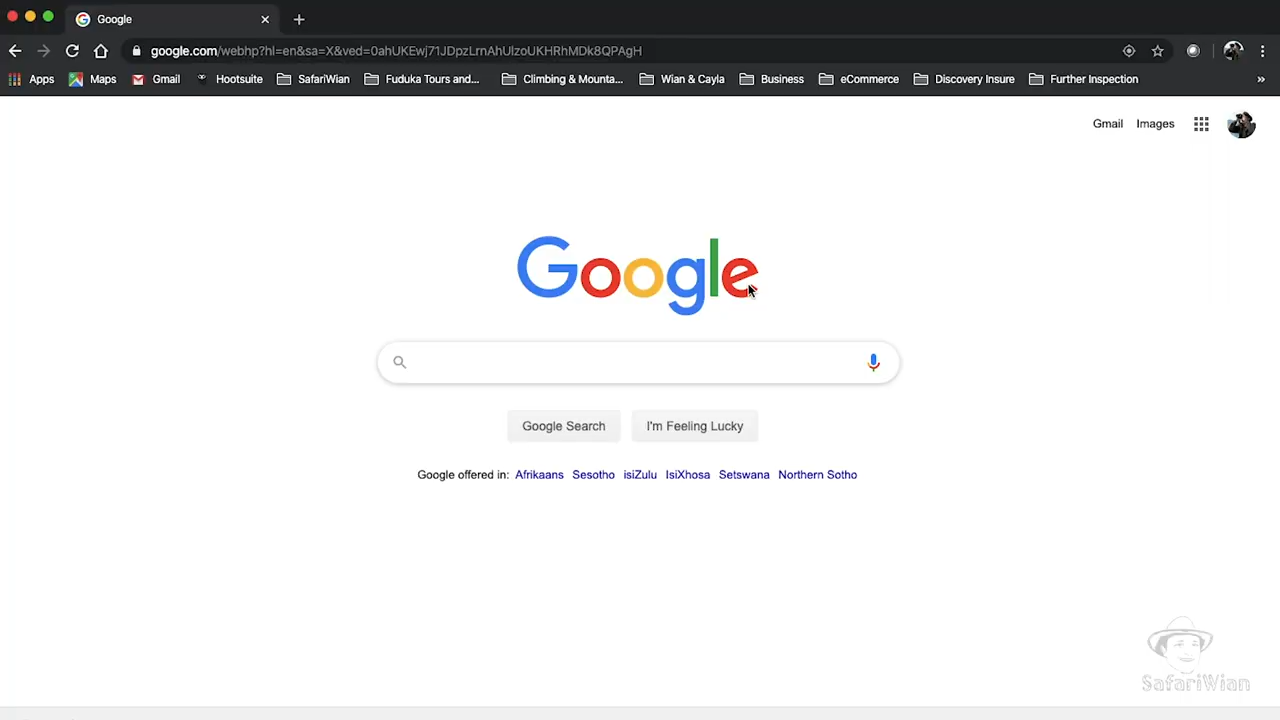 Google
google.com/webhp?hl=en&sa=X&ved=0ahUKEwj71JDpzLrnAhUlzoUKHRhMDk8QPAgH
Apps Maps Gmail Hootsuite SafariWian Fuduka Tours and... Climbing & Mounta... Wian & Cayla Business eCommerce Discovery Insure Further Inspection »
Gmail Images
Google
Google Search I'm Feeling Lucky
Google offered in: Afrikaans Sesotho isiZulu IsiXhosa Setswana Northern Sotho
SafariWian